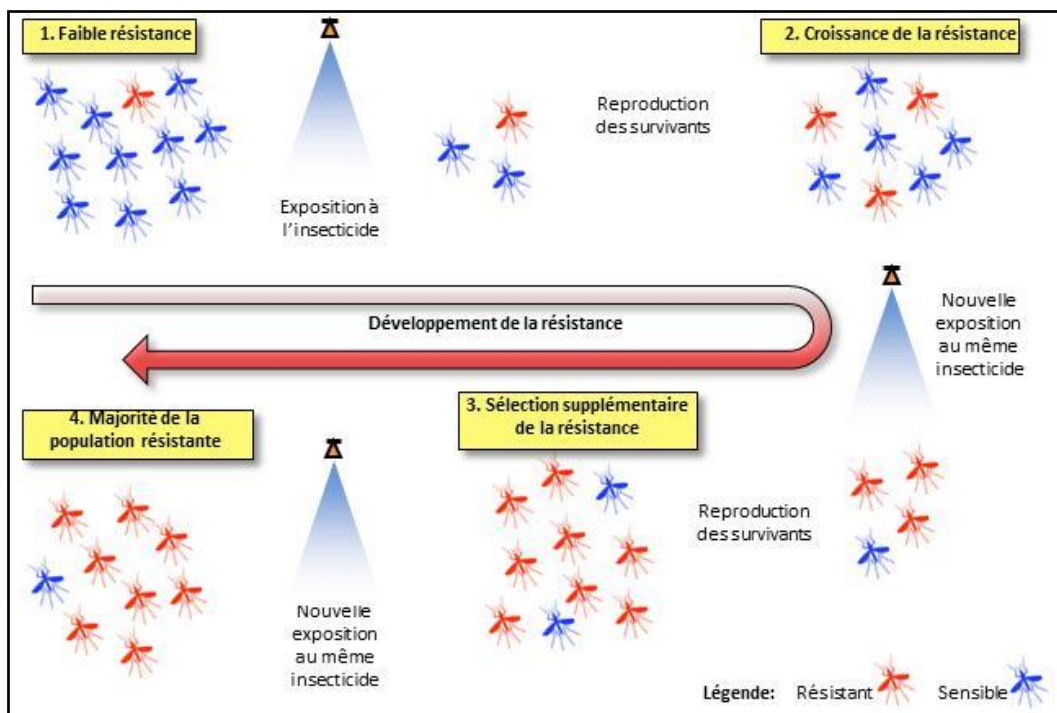 1. Faible résistance
2. Croissance de la résistance
Reproduction
des survivants
Exposition à
l'insecticide
Développement de la résistance
Nouvelle
exposition
au même
insecticide
4. Majorité de la
population résistante
3. Sélection supplémentaire
de la résistance
Reproduction
des survivants
Nouvelle
exposition
au même
insecticide
Légende: Résistant Sensible